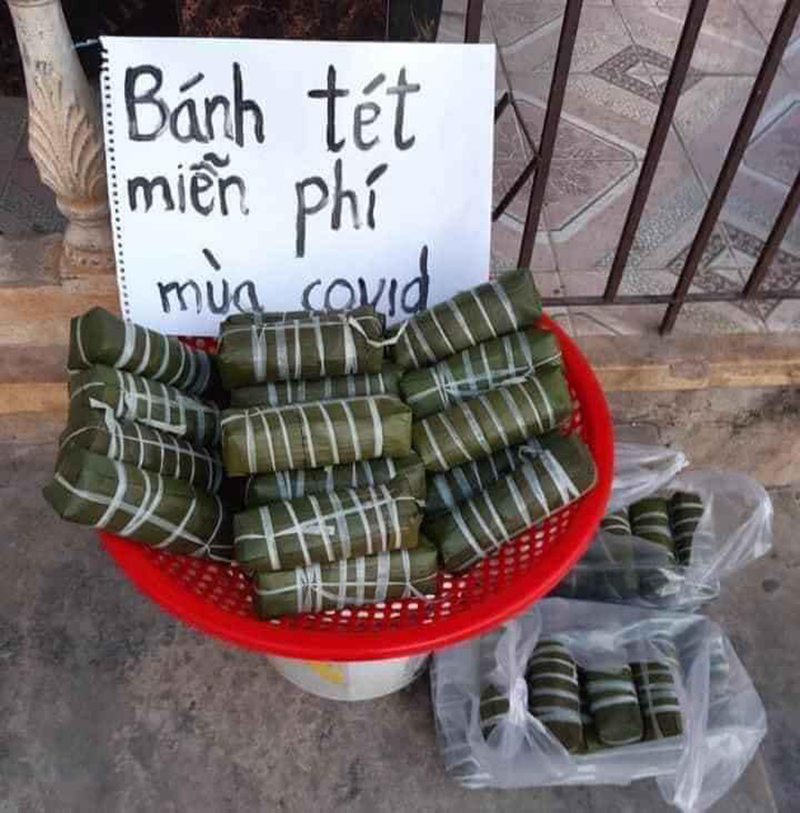 Bánh tét
miễn phí
mùa covid